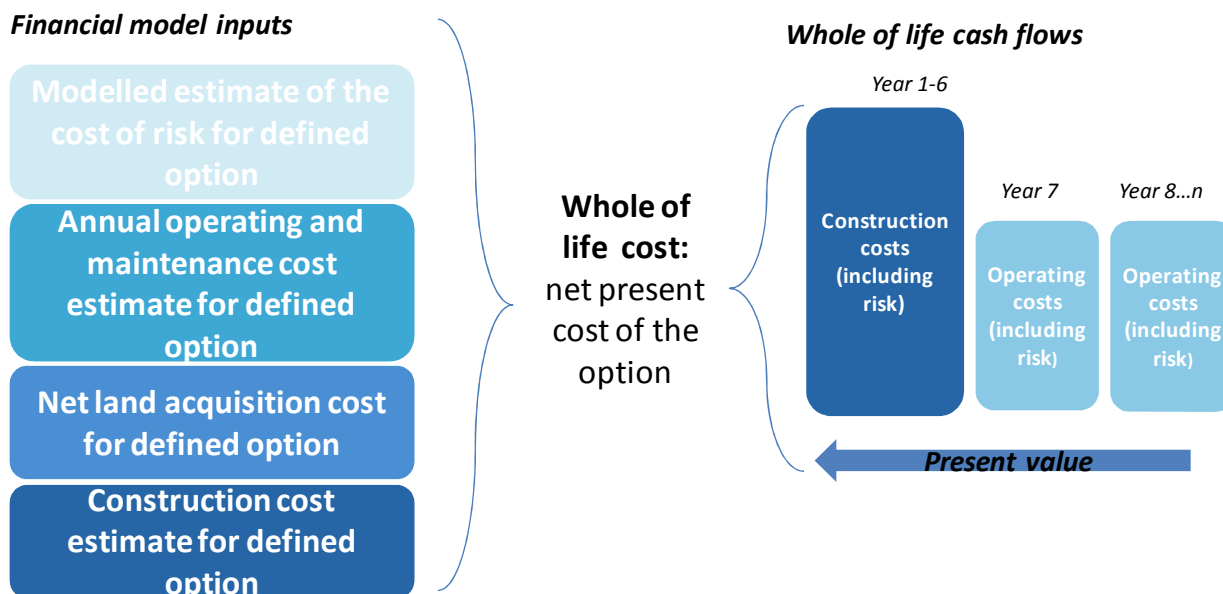 Financial model inputs
Modelled estimate of the
cost of risk for defined
option
Annual operating and
maintenance cost
estimate for defined
option
Net land acquisition cost
for defined option
Construction cost
estimate for defined
option
Whole of
life cost:
net present
cost of the
option
Whole of life cash flows
Year 1-6
Construction
costs
(including
risk)
Year 7
Operating
costs
(including
risk)
Year 8...n
Operating
costs
(including
risk)
Present value